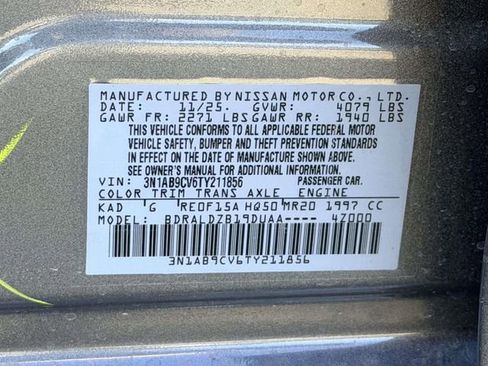 MANUFACTURED BY NISSAN MOTOR CO., LTD.
DATE: 11/25. GVWR: 4079 LBS
GAWR FR: 2271 LBS GAWR RR: 1940 LBS
THIS VEHICLE CONFORMS TO ALL APPLICABLE FEDERAL MOTOR
VEHICLE SAFETY, BUMPER AND THEFT PREVENTION STANDARDS
IN EFFECT ON THE DATE OF MANUFACTURE SHOWN ABOVE.
SEE OWNER'S MANUAL FOR ADDITIONAL INFORMATION.
VIN: 3N1AB9CV6TY211856 PASSENGER CAR.
COLOR TRIM TRANS AXLE ENGINE
KAD G RE0F15A HQ50 MR20 1997 CC
MODEL: BDRALDZB19DUAA---- 4Z000
3N1AB9CV6TY211856